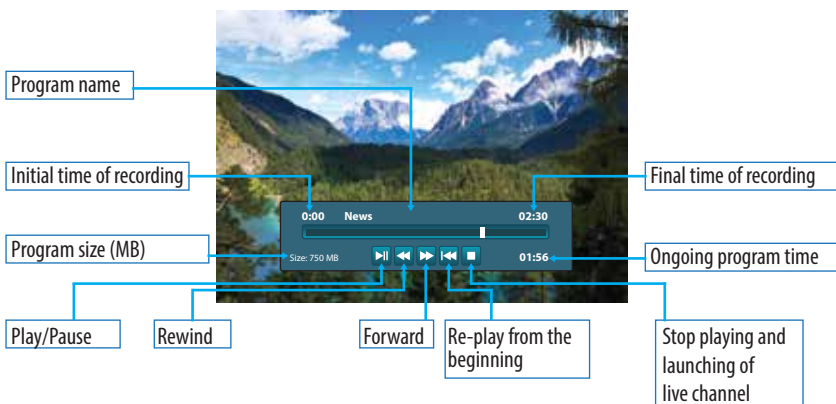 Program name
Initial time of recording
Final time of recording
0:00 News 02:30
Program size (MB)
Size: 750 MB
01:56
Ongoing program time
Play/Pause
Rewind
Forward
Re-play from the
beginning
Stop playing and
launching of
live channel